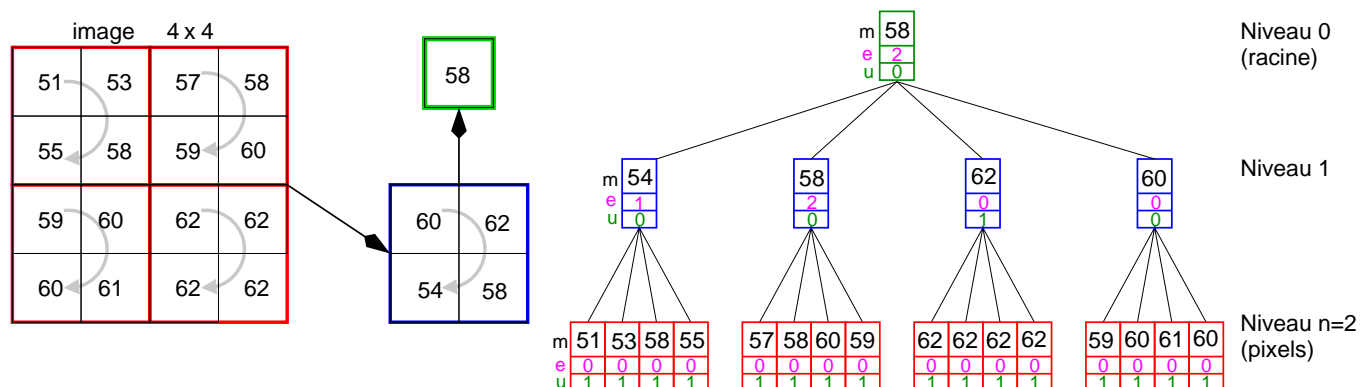 image 4 x 4
51 53 57 58
55 58 59 60
59 60 62 62
60 61 62 62
58
60 62
54 58
m 58
e 2
u 0
Niveau 0
(racine)
m 54 58 62 60
e 1 2 0 0
u 0 0 1 0
Niveau 1
m 51 53 58 55 57 58 60 59 62 62 62 62 59 60 61 60
e 0 0 0 0 0 0 0 0 0 0 0 0 0 0 0 0
u 1 1 1 1 1 1 1 1 1 1 1 1 1 1 1 1
Niveau n=2
(pixels)